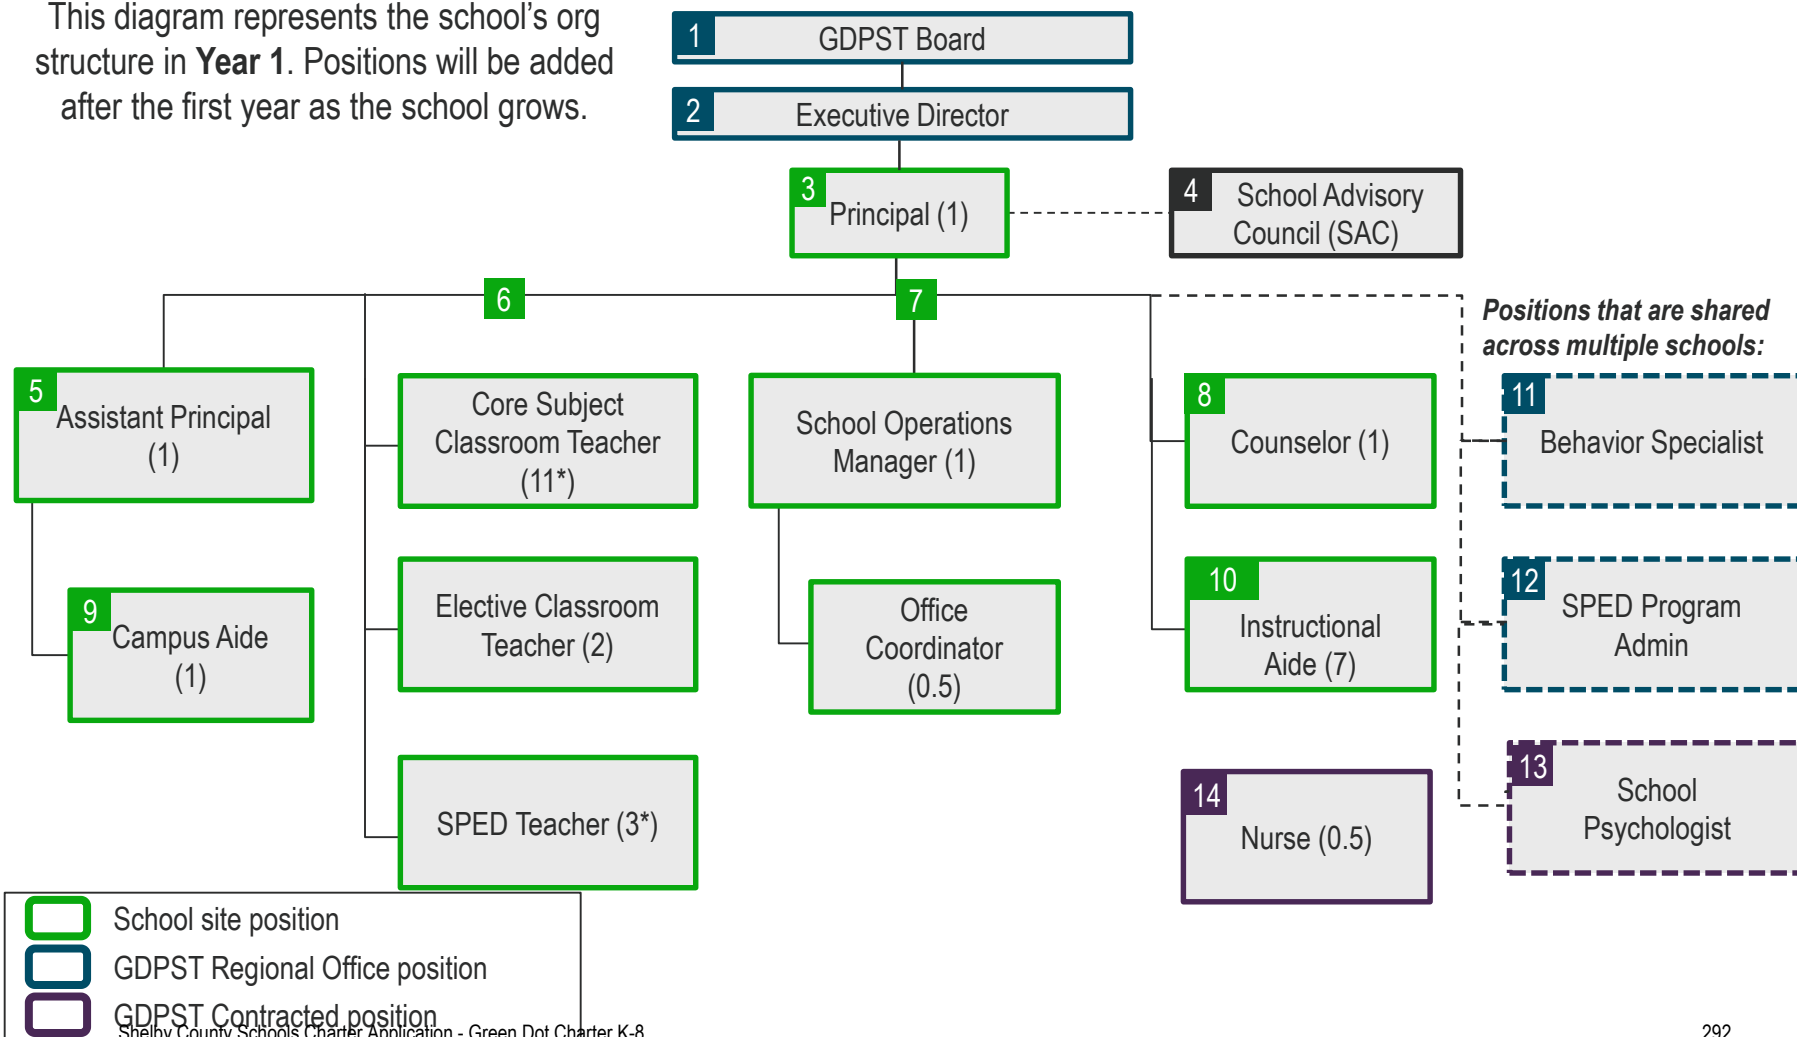 This diagram represents the school's org
structure in Year 1. Positions will be added
after the first year as the school grows.
1
GDPST Board
2
Executive Director
3
Principal (1)
4
School Advisory
Council (SAC)
6
7
Positions that are shared
across multiple schools:
5
Assistant Principal
(1)
Core Subject
Classroom Teacher
(11*)
School Operations
Manager (1)
8
Counselor (1)
11
Behavior Specialist
9
Campus Aide
(1)
Elective Classroom
Teacher (2)
Office
Coordinator
(0.5)
10
Instructional
Aide (7)
12
SPED Program
Admin
SPED Teacher (3*)
14
Nurse (0.5)
13
School
Psychologist
School site position
GDPST Regional Office position
GDPST Contracted position
Shelby County Schools Charter Application - Green Dot Charter K-8
292